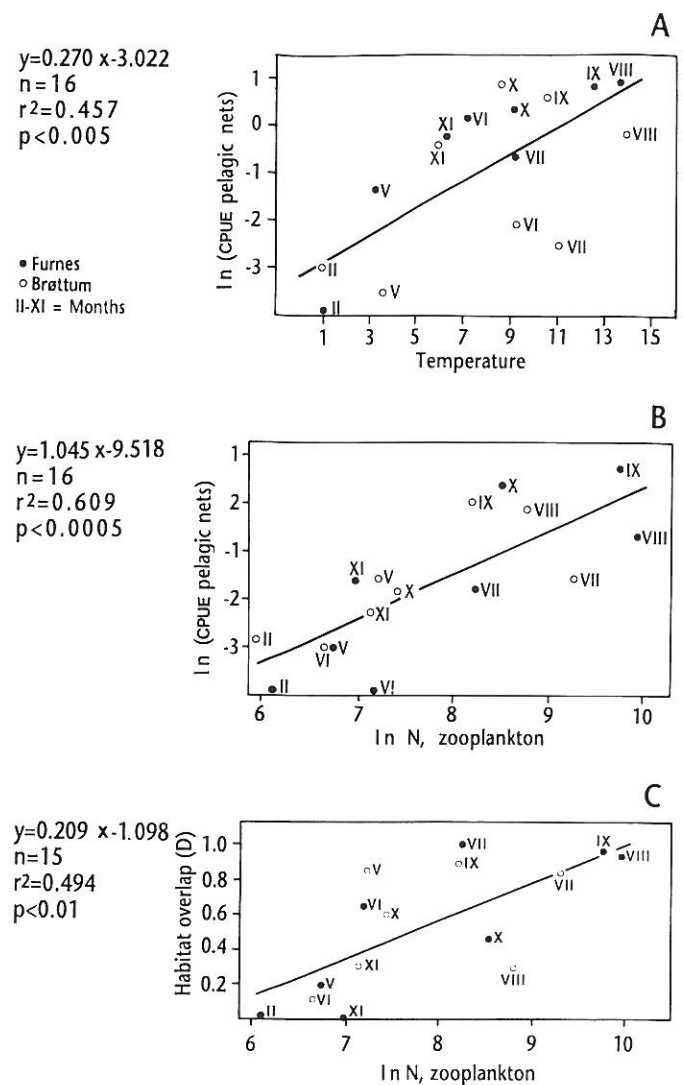 A
y=0.270 x-3.022
n=16
r²=0.457
p<0.005
● Furnes
○ Brøttum
II-XI = Months
ln (CPUE pelagic nets)
1
0
-1
-2
-3
IX VIII
X
IX
X
VI
XI
XI
VIII
VII
V
VI
VII
II
V
II
1 3 5 7 9 11 13 15
Temperature
B
y=1.045 x-9.518
n=16
r²=0.609
p<0.0005
ln (CPUE pelagic nets)
1
2
-1
-2
-3
IX
X
IX
VIII
VIII
XI
V
VII
X
VII
XI
II
VI
V
II
VI
6 7 8 9 10
ln N, zooplankton
C
y=0.209 x-1.098
n=15
r²=0.494
p<0.01
Habitat overlap (D)
1.0
0.8
0.6
0.4
0.2
VII
IX
VIII
V
IX
VII
VI
X
X
XI
VIII
V
VI
II
XI
6 7 8 9 10
ln N, zooplankton